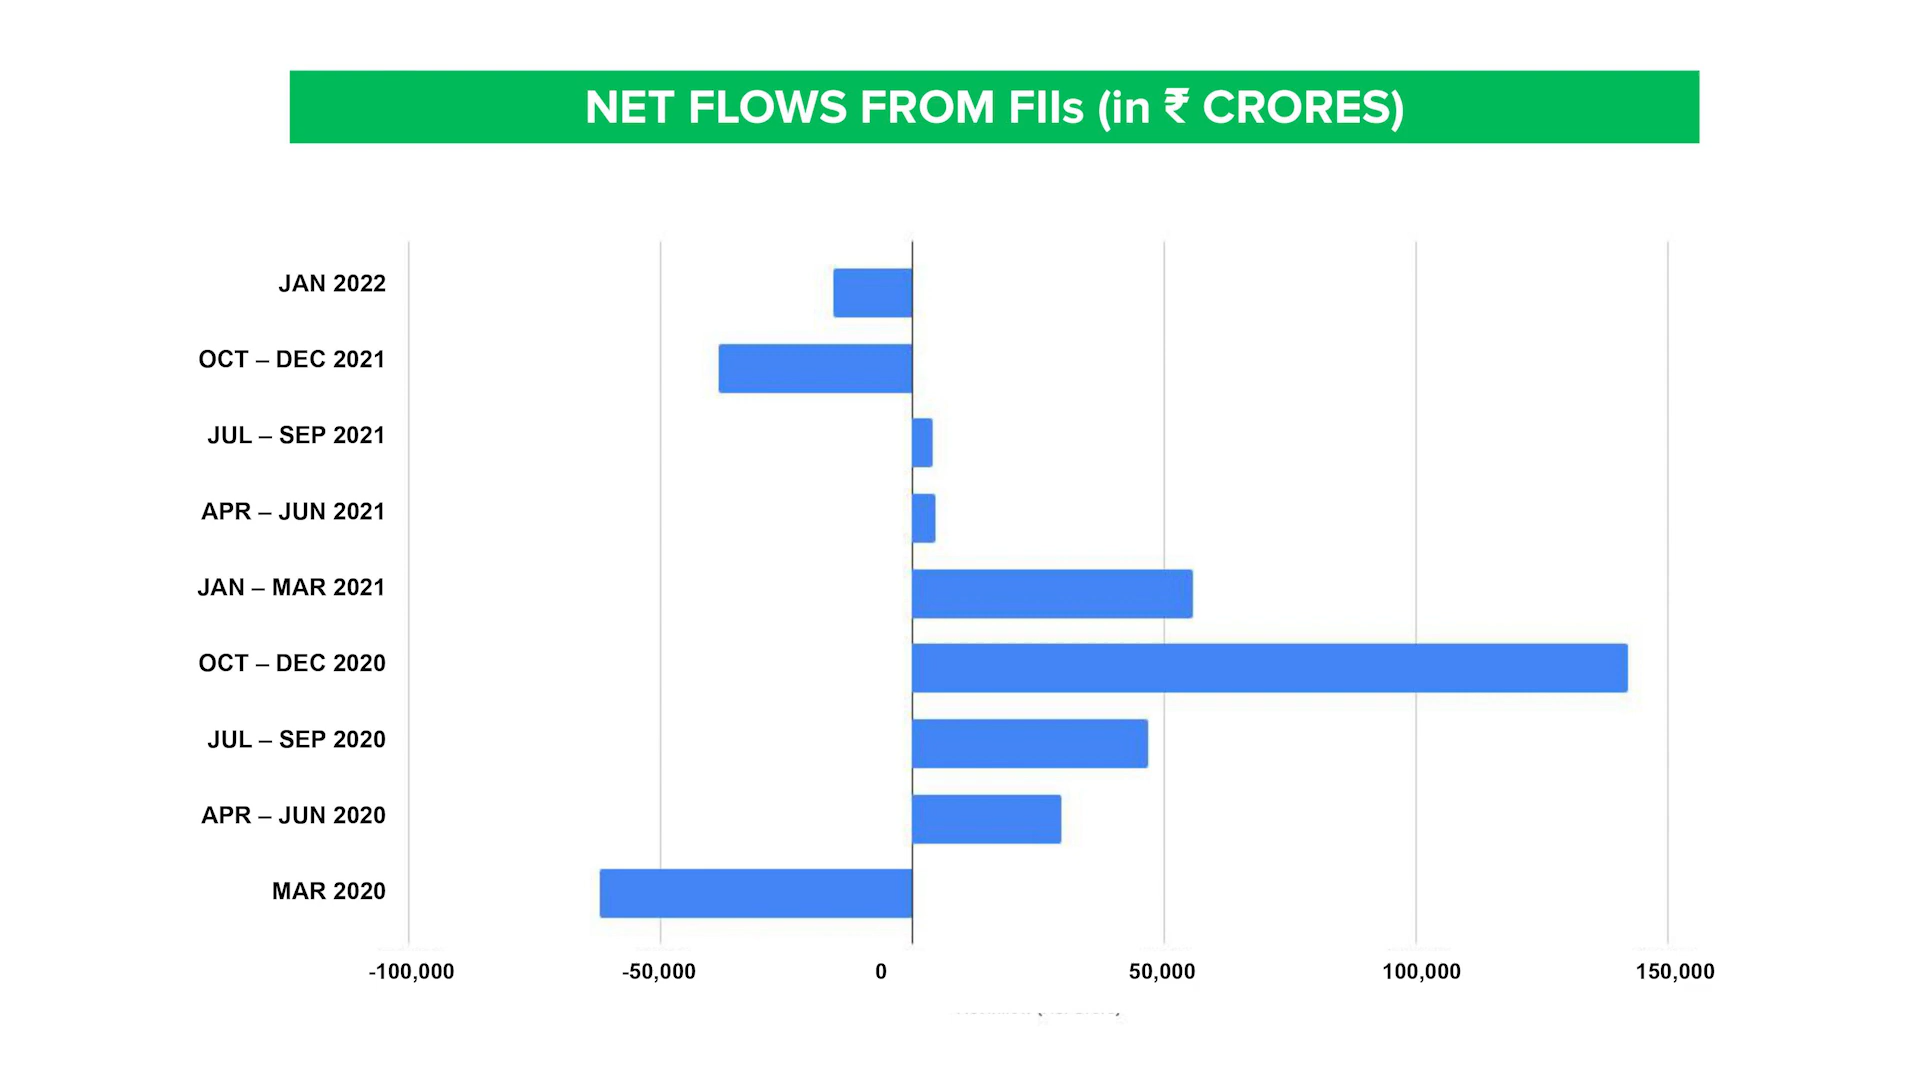 NET FLOWS FROM FIIs (in ₹ CRORES)
JAN 2022
OCT – DEC 2021
JUL – SEP 2021
APR – JUN 2021
JAN – MAR 2021
OCT – DEC 2020
JUL – SEP 2020
APR – JUN 2020
MAR 2020
-100,000
-50,000
0
50,000
100,000
150,000